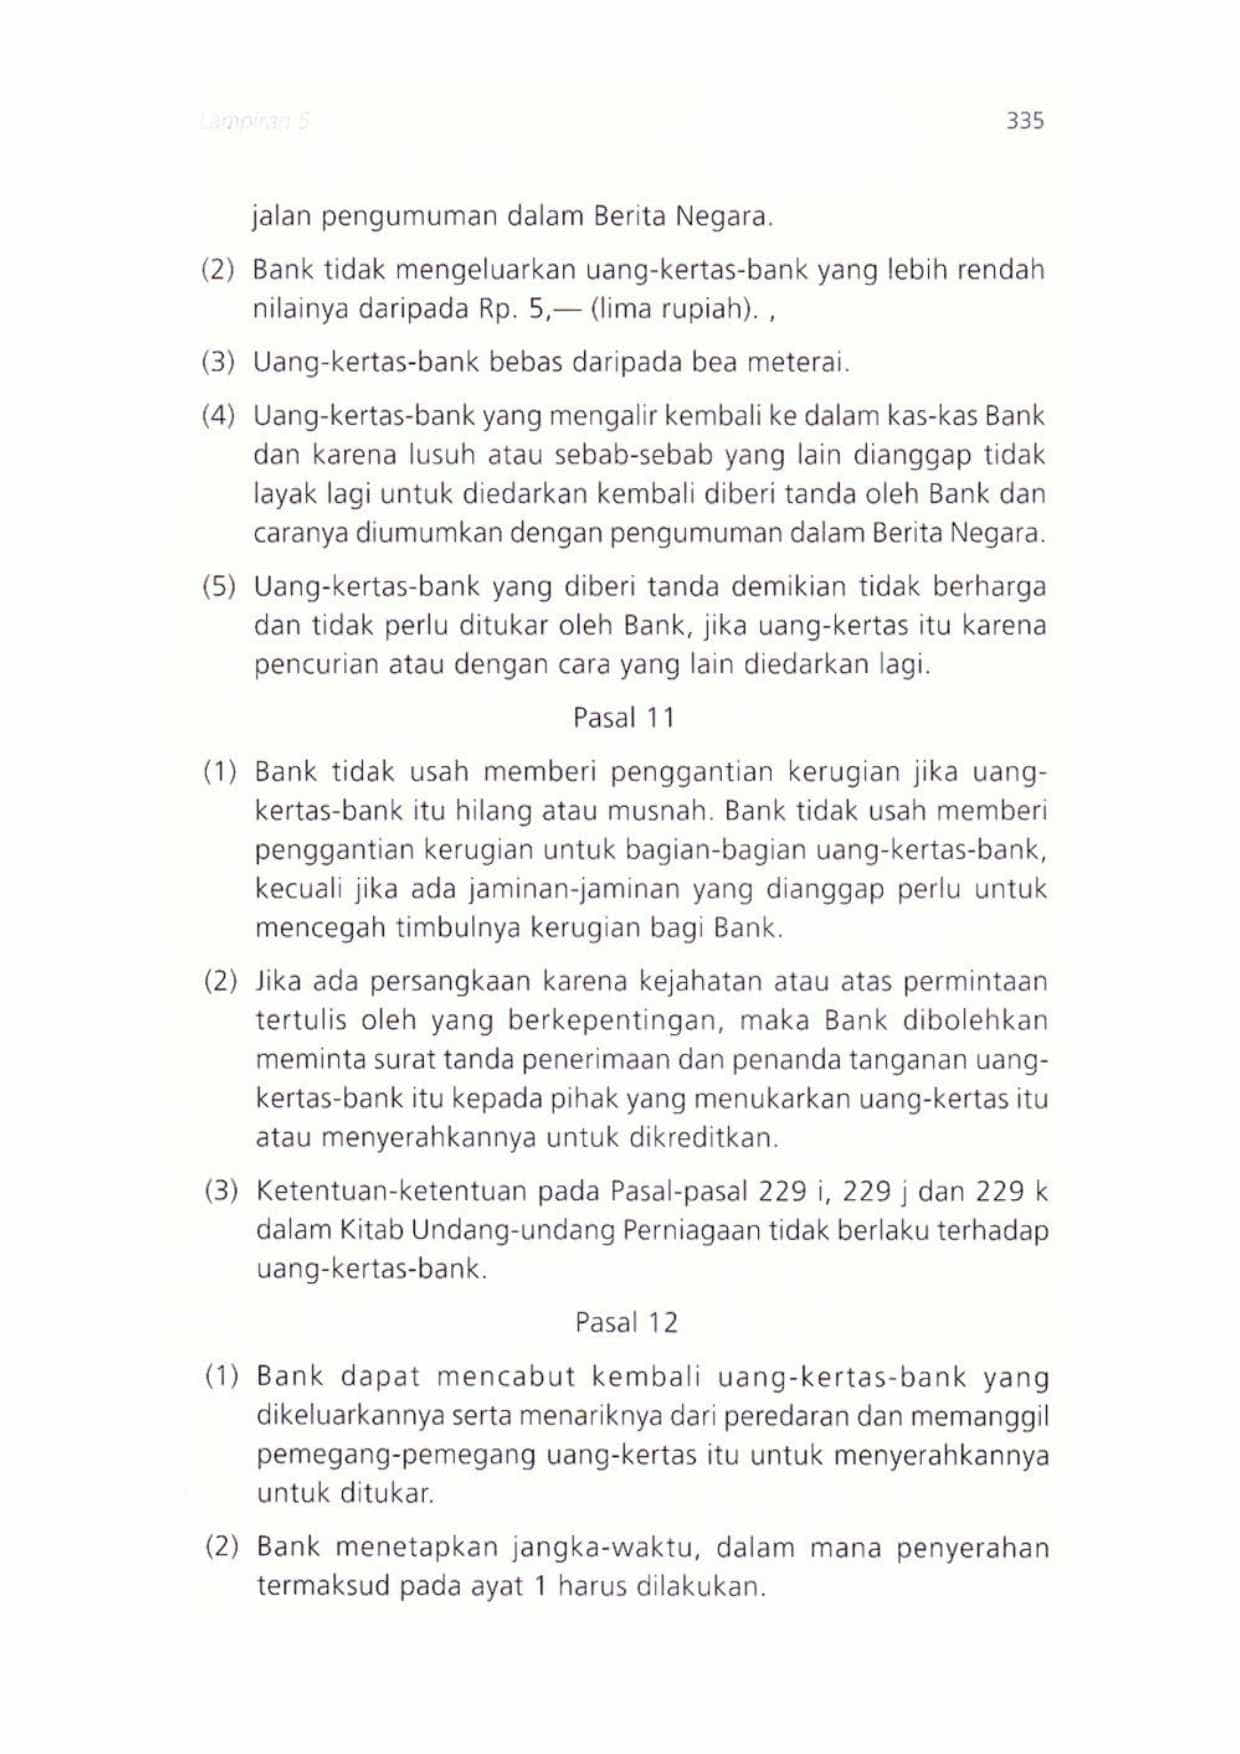 Lampiran 5 335
jalan pengumuman dalam Berita Negara.
(2) Bank tidak mengeluarkan uang-kertas-bank yang lebih rendah
nilainya daripada Rp. 5,— (lima rupiah). ,
(3) Uang-kertas-bank bebas daripada bea meterai.
(4) Uang-kertas-bank yang mengalir kembali ke dalam kas-kas Bank
dan karena lusuh atau sebab-sebab yang lain dianggap tidak
layak lagi untuk diedarkan kembali diberi tanda oleh Bank dan
caranya diumumkan dengan pengumuman dalam Berita Negara.
(5) Uang-kertas-bank yang diberi tanda demikian tidak berharga
dan tidak perlu ditukar oleh Bank, jika uang-kertas itu karena
pencurian atau dengan cara yang lain diedarkan lagi.
Pasal 11
(1) Bank tidak usah memberi penggantian kerugian jika uang-
kertas-bank itu hilang atau musnah. Bank tidak usah memberi
penggantian kerugian untuk bagian-bagian uang-kertas-bank,
kecuali jika ada jaminan-jaminan yang dianggap perlu untuk
mencegah timbulnya kerugian bagi Bank.
(2) Jika ada persangkaan karena kejahatan atau atas permintaan
tertulis oleh yang berkepentingan, maka Bank dibolehkan
meminta surat tanda penerimaan dan penanda tanganan uang-
kertas-bank itu kepada pihak yang menukarkan uang-kertas itu
atau menyerahkannya untuk dikreditkan.
(3) Ketentuan-ketentuan pada Pasal-pasal 229 i, 229 j dan 229 k
dalam Kitab Undang-undang Perniagaan tidak berlaku terhadap
uang-kertas-bank.
Pasal 12
(1) Bank dapat mencabut kembali uang-kertas-bank yang
dikeluarkannya serta menariknya dari peredaran dan memanggil
pemegang-pemegang uang-kertas itu untuk menyerahkannya
untuk ditukar.
(2) Bank menetapkan jangka-waktu, dalam mana penyerahan
termaksud pada ayat 1 harus dilakukan.